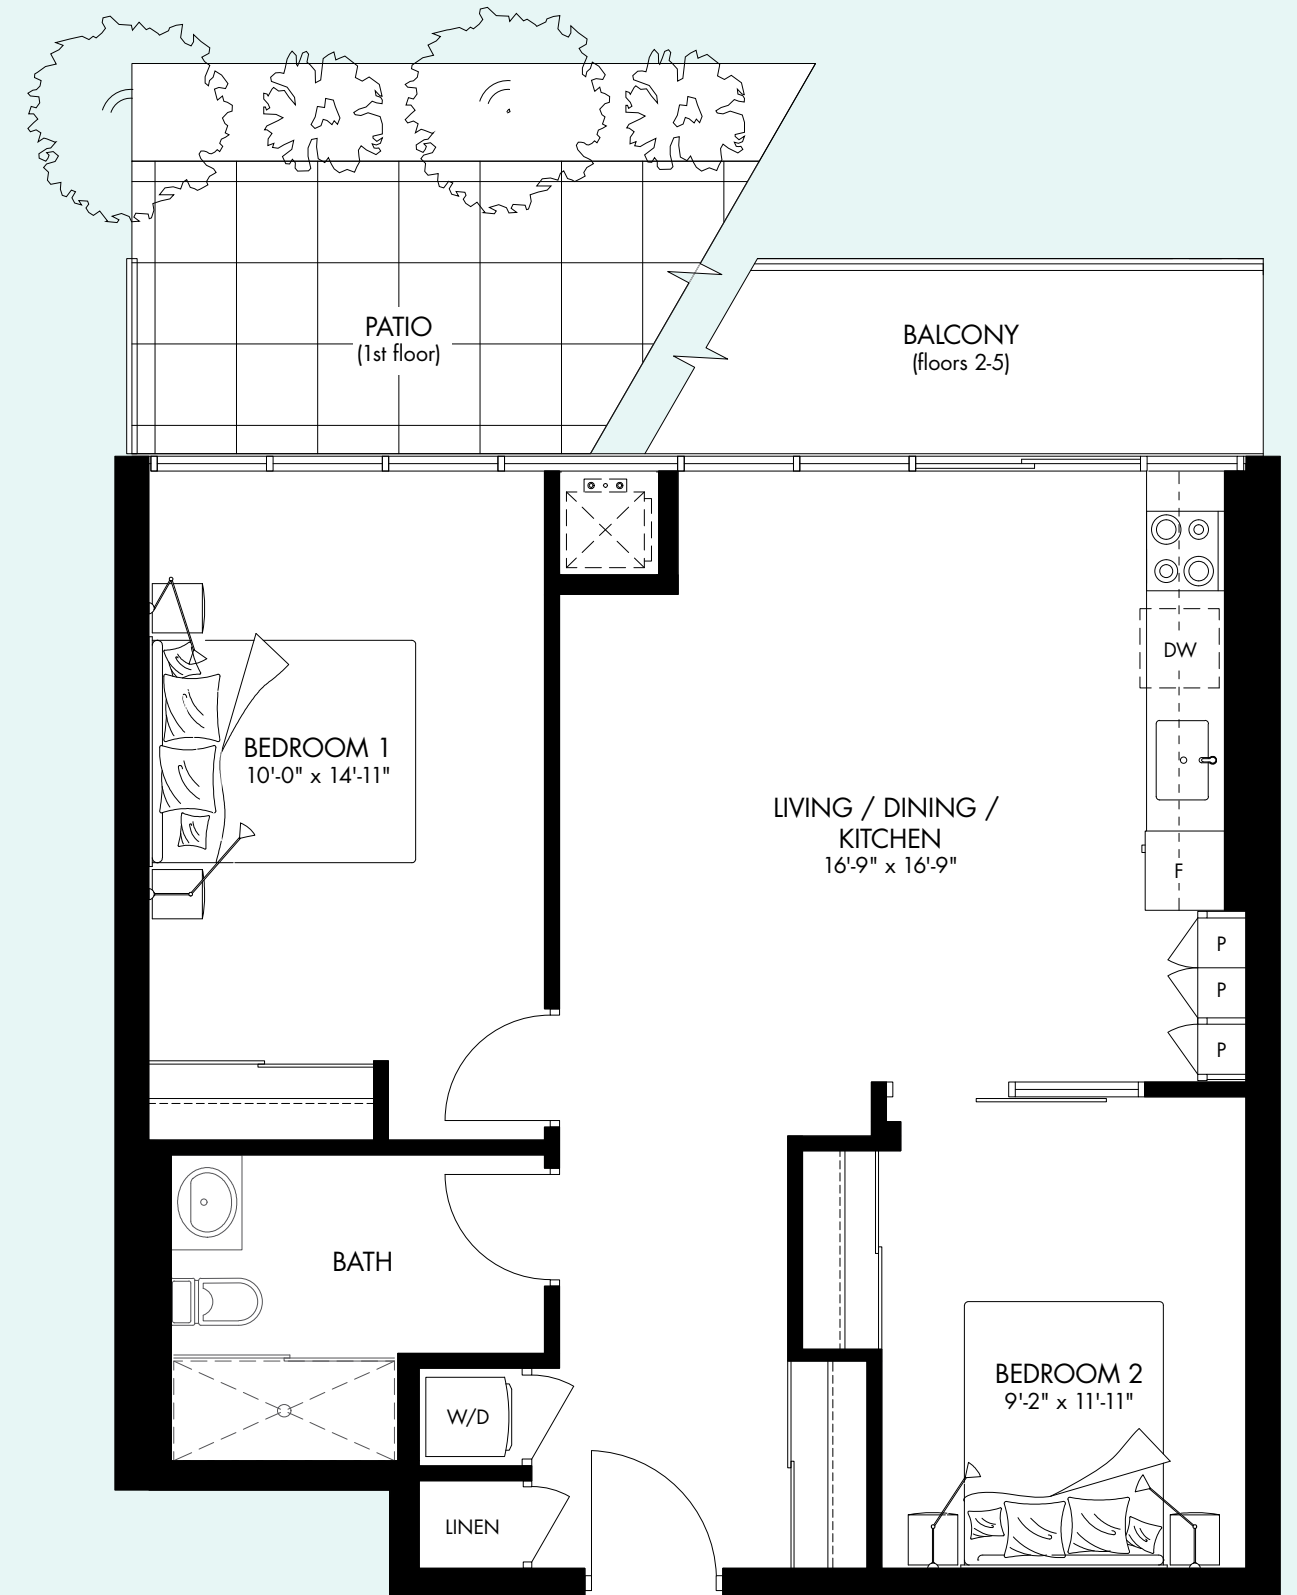 PATIO
(1st floor)
BALCONY
(floors 2-5)
DW
BEDROOM 1
10'-0" x 14'-11"
LIVING / DINING /
KITCHEN
16'-9" x 16'-9"
F
P
P
P
BATH
BEDROOM 2
9'-2" x 11'-11"
W/D
LINEN